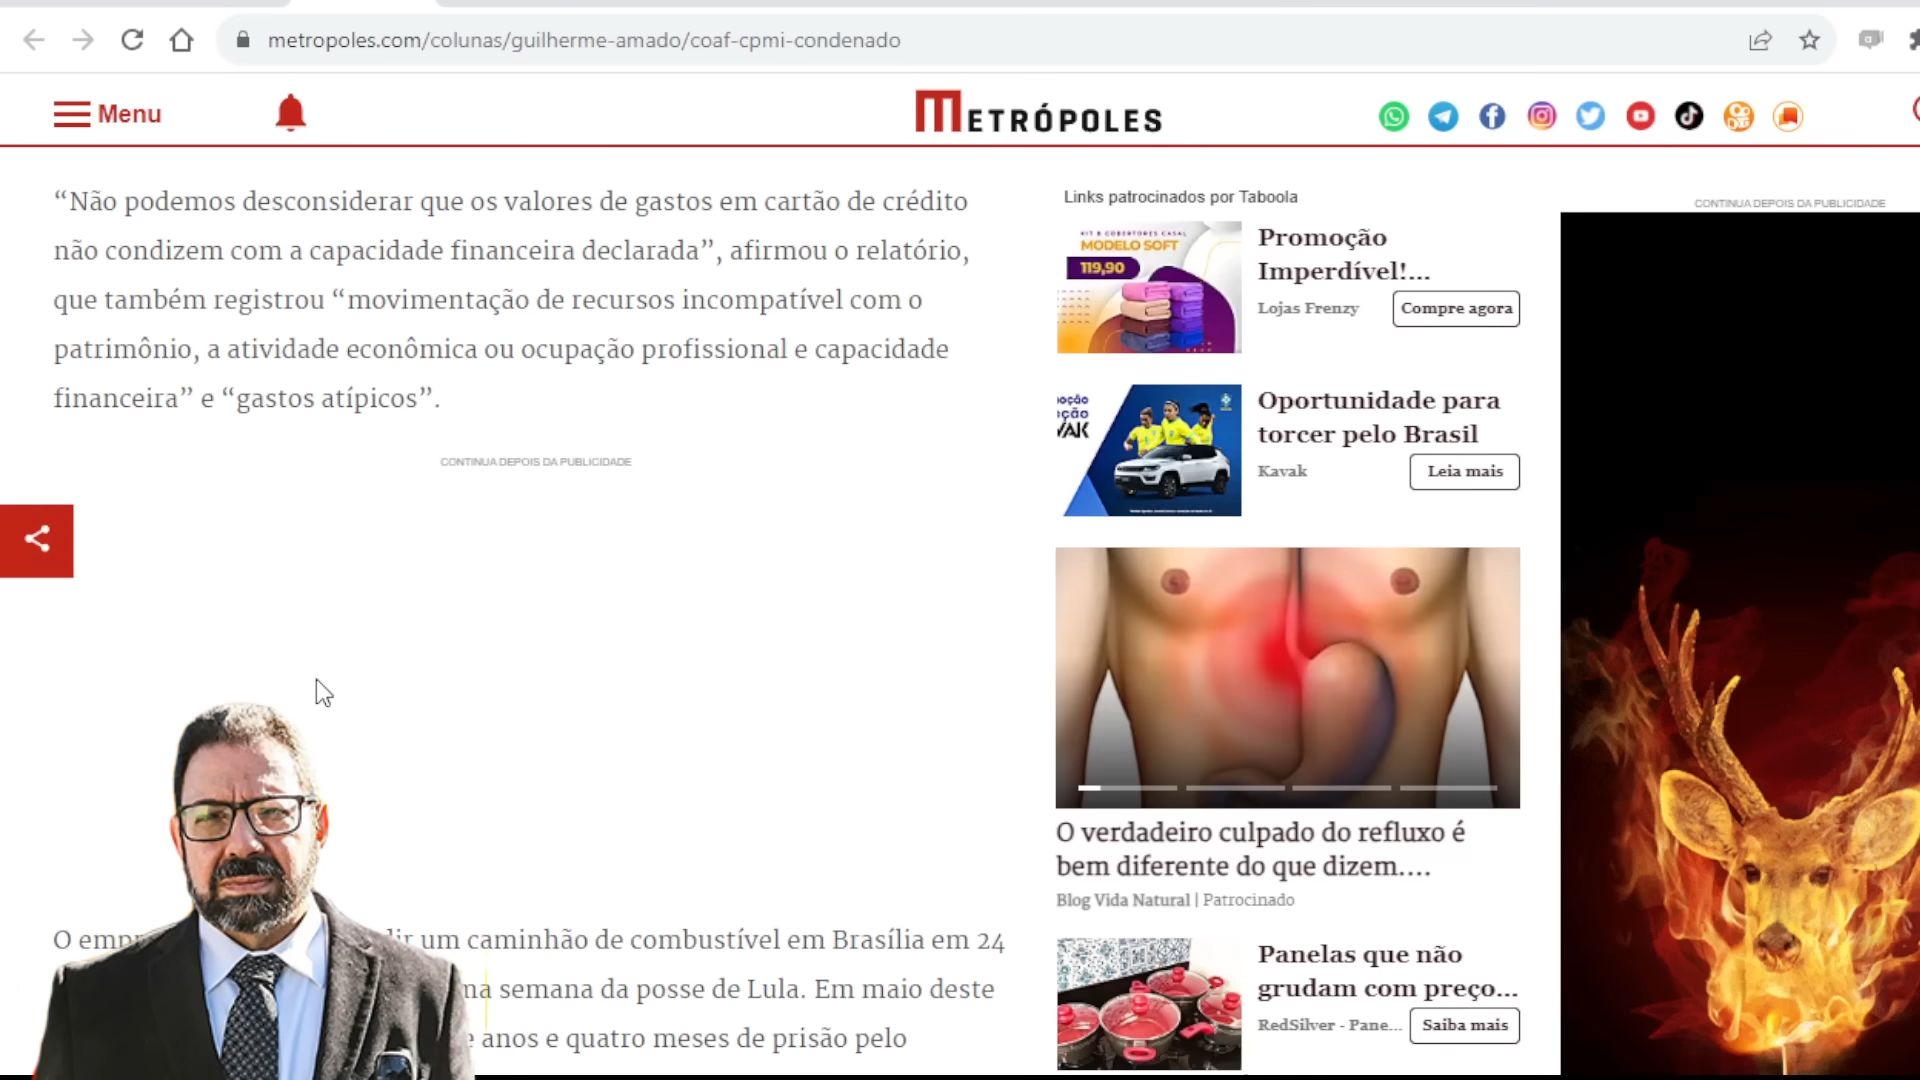 metropoles.com/colunas/guilherme-amado/coaf-cpmi-condenado
Menu
METRÓPOLES
“Não podemos desconsiderar que os valores de gastos em cartão de crédito
não condizem com a capacidade financeira declarada”, afirmou o relatório,
que também registrou “movimentação de recursos incompatível com o
patrimônio, a atividade econômica ou ocupação profissional e capacidade
financeira” e “gastos atípicos”.
CONTINUA DEPOIS DA PUBLICIDADE
O empr
dir um caminhão de combustível em Brasília em 24
na semana da posse de Lula. Em maio deste
e anos e quatro meses de prisão pelo
Links patrocinados por Taboola
KIT 8 COBERTORES CASAL
MODELO SOFT
119,90
Promoção
Imperdível!...
Lojas Frenzy
Compre agora
oção
ção
VAK
Oportunidade para
torcer pelo Brasil
Kavak
Leia mais
O verdadeiro culpado do refluxo é
bem diferente do que dizem....
Blog Vida Natural | Patrocinado
Panelas que não
grudam com preço...
RedSilver - Pane...
Saiba mais
CONTINUA DEPOIS DA PUBLICIDADE